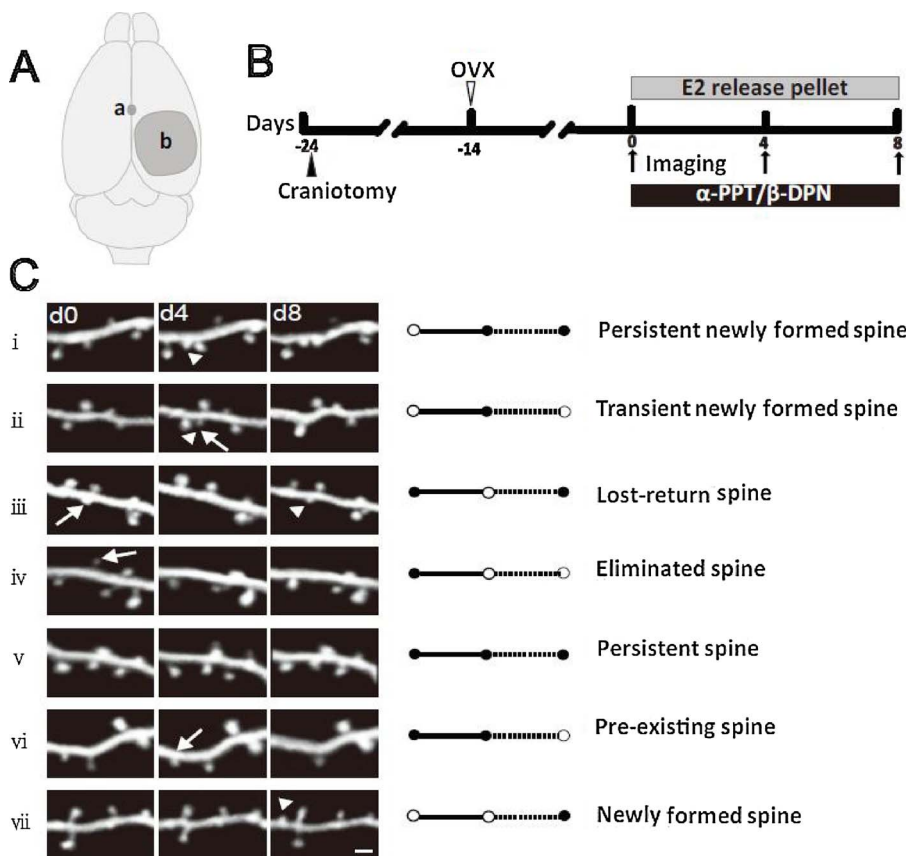 A
a
b
B
OVX
E2 release pellet
Days
-24
-14
0
4
8
Imaging
Craniotomy
α-PPT/β-DPN
C
d0 d4 d8
i
Persistent newly formed spine
ii
Transient newly formed spine
iii
Lost-return spine
iv
Eliminated spine
v
Persistent spine
vi
Pre-existing spine
vii
Newly formed spine